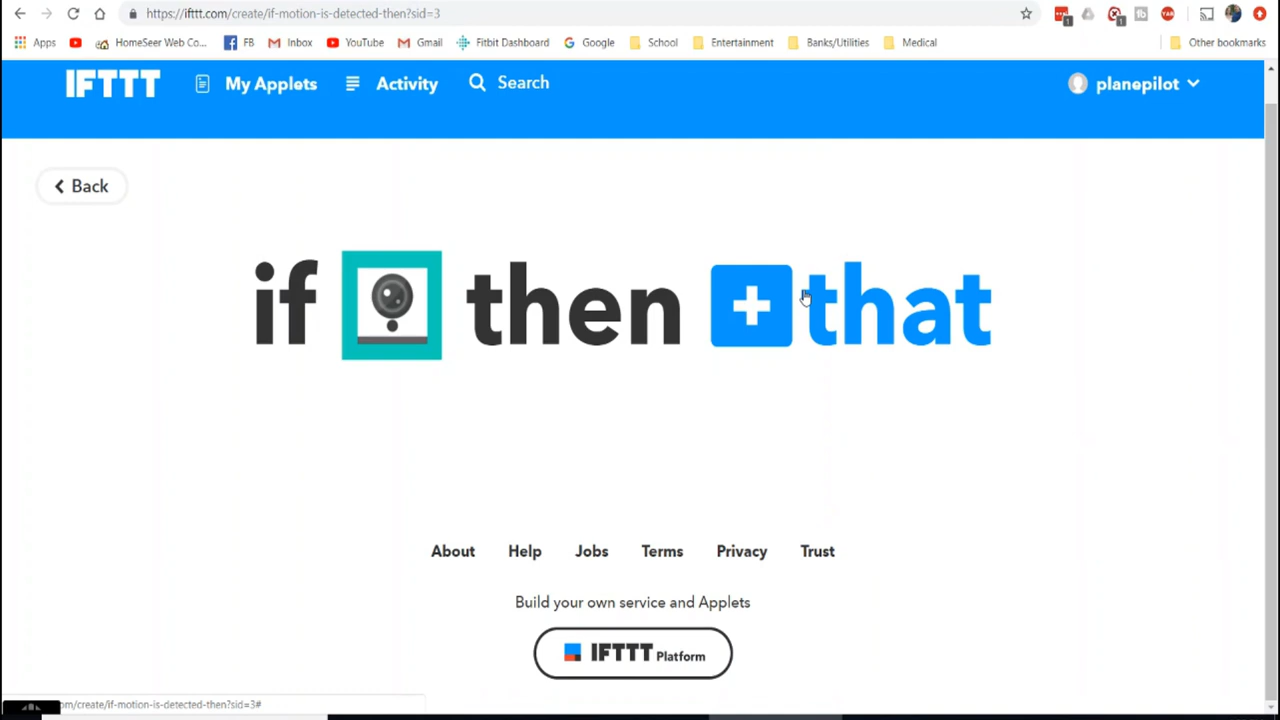 https://ifttt.com/create/if-motion-is-detected-then?sid=3
Apps HomeSeer Web Co... FB Inbox YouTube Gmail Fitbit Dashboard Google School Entertainment Banks/Utilities Medical Other bookmarks
IFTTT My Applets Activity Search planepilot
Back
if then that
About Help Jobs Terms Privacy Trust
Build your own service and Applets
IFTTT Platform
com/create/if-motion-is-detected-then?sid=3#